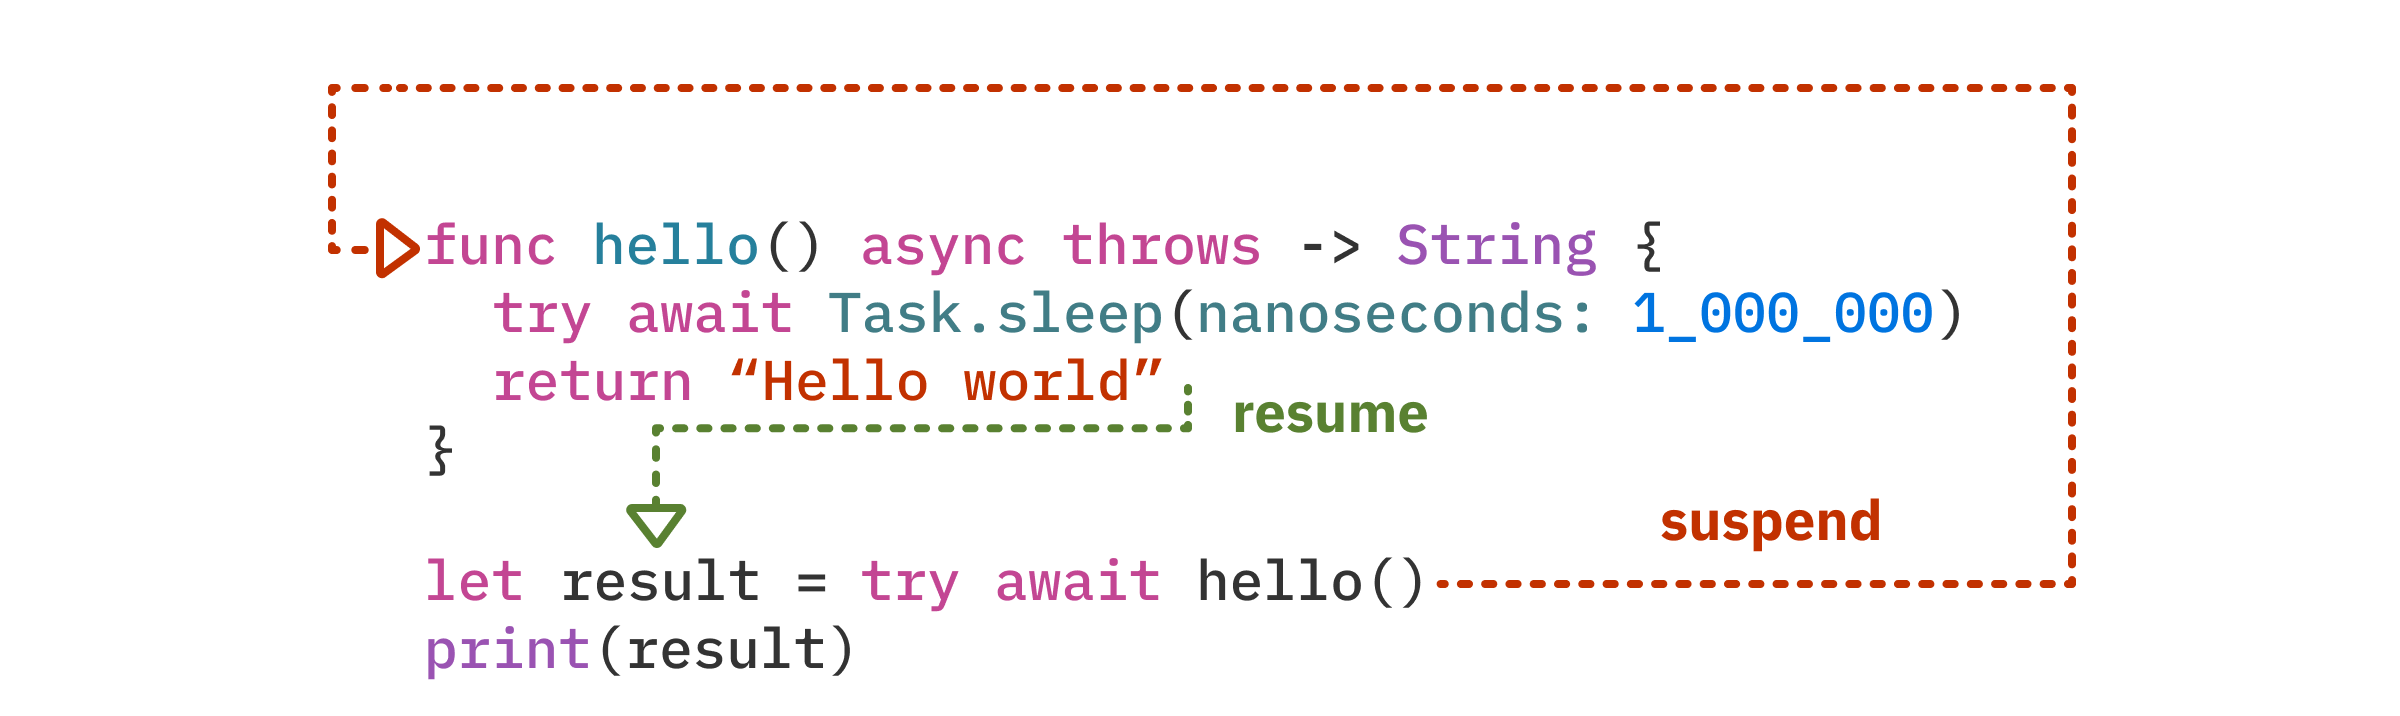 func hello() async throws -> String {
try await Task.sleep(nanoseconds: 1_000_000)
return “Hello world”
resume
}
suspend
let result = try await hello()
print(result)